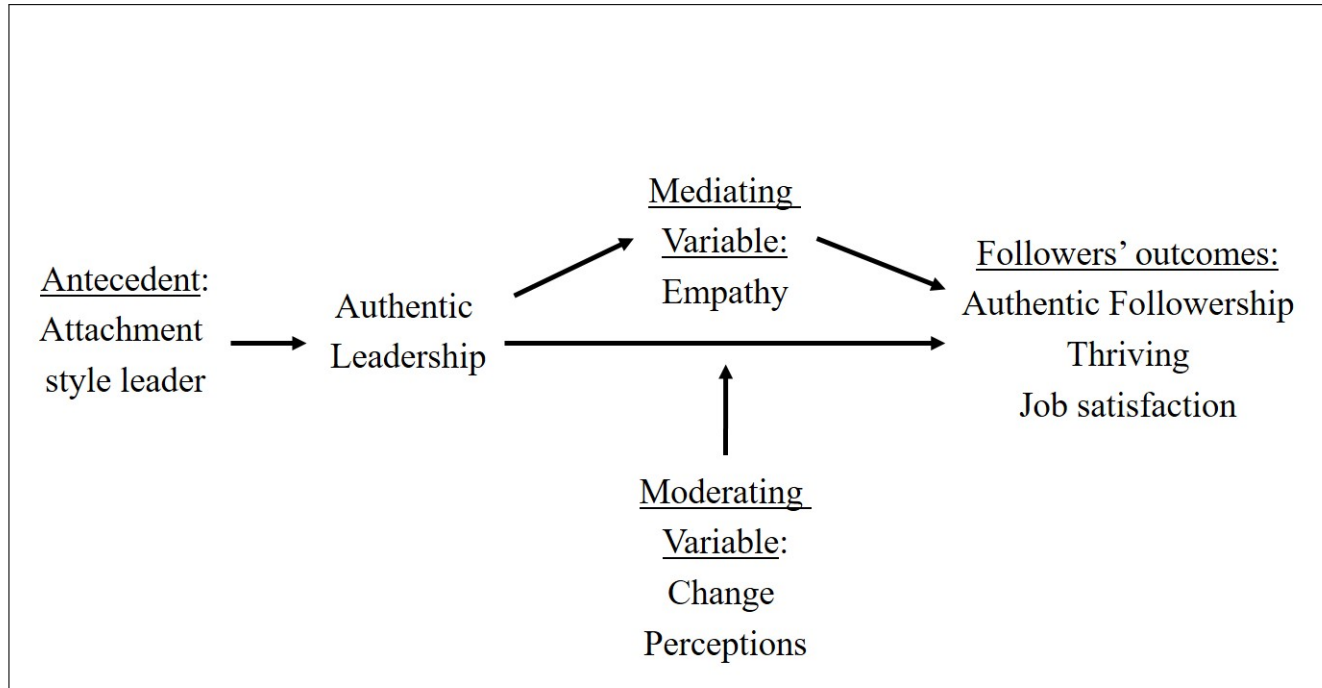 Antecedent:
Attachment
style leader
Authentic
Leadership
Mediating
Variable:
Empathy
Followers’ outcomes:
Authentic Followership
Thriving
Job satisfaction
Moderating
Variable:
Change
Perceptions